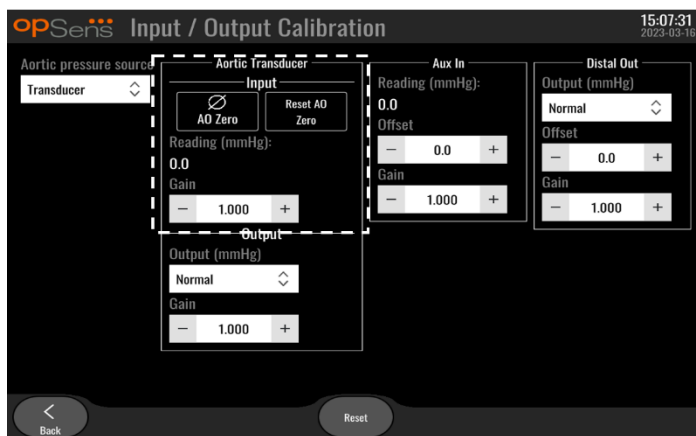 opSens Input / Output Calibration
15:07:31
2023-03-16
Aortic pressure source
Transducer
Aortic Transducer
Input
AO Zero
Reset AO
Zero
Reading (mmHg):
0.0
Gain
− 1.000 +
Output
Output (mmHg)
Normal
Gain
− 1.000 +
Aux In
Reading (mmHg):
0.0
Offset
− 0.0 +
Gain
− 1.000 +
Distal Out
Output (mmHg)
Normal
Offset
− 0.0 +
Gain
− 1.000 +
Back
Reset